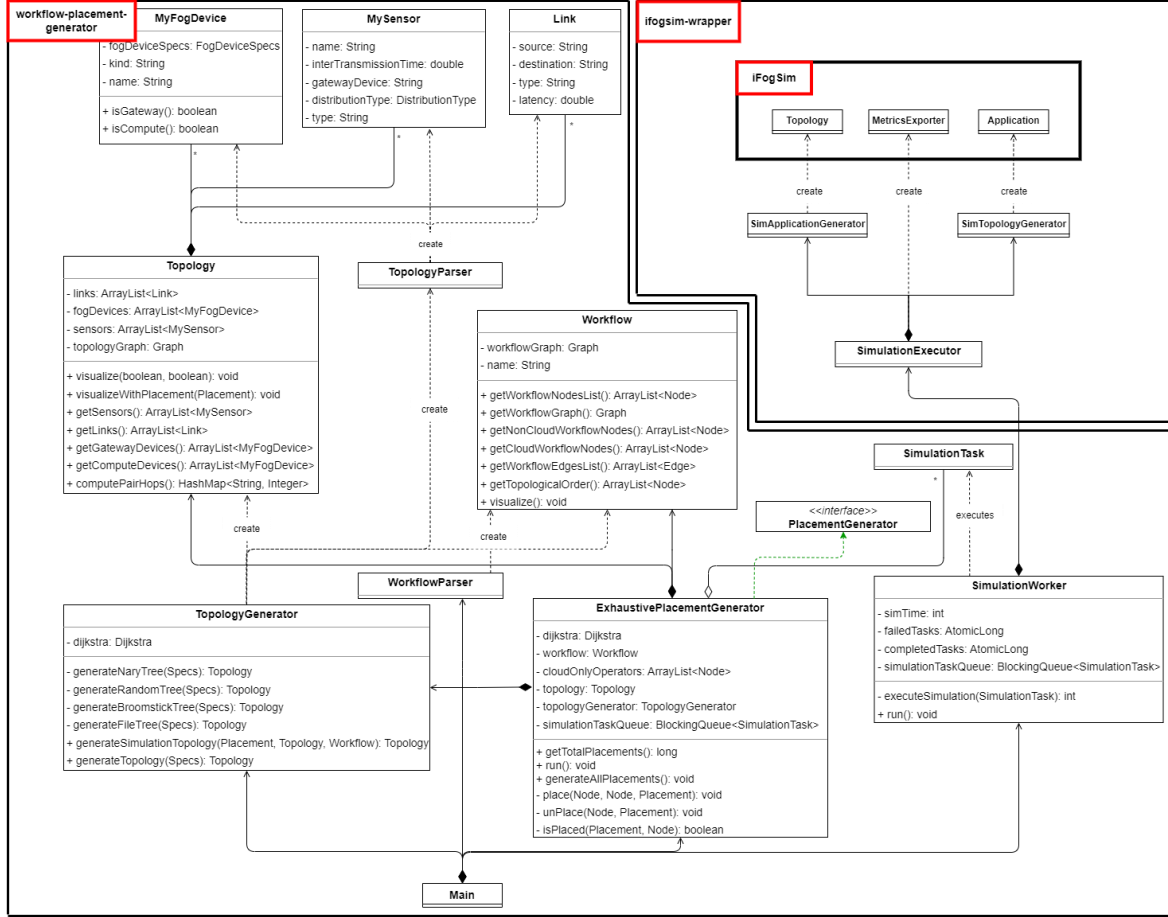 workflow-placement-
generator
MyFogDevice
- fogDeviceSpecs: FogDeviceSpecs
- kind: String
- name: String
+ isGateway(): boolean
+ isCompute(): boolean
*
MySensor
- name: String
- interTransmissionTime: double
- gatewayDevice: String
- distributionType: DistributionType
- type: String
*
Link
- source: String
- destination: String
- type: String
- latency: double
*
ifogsim-wrapper
iFogSim
Topology
MetricsExporter
Application
create
create
create
SimApplicationGenerator
SimTopologyGenerator
SimulationExecutor
create
TopologyParser
Topology
- links: ArrayList<Link>
- fogDevices: ArrayList<MyFogDevice>
- sensors: ArrayList<MySensor>
- topologyGraph: Graph
+ visualize(boolean, boolean): void
+ visualizeWithPlacement(Placement): void
+ getSensors(): ArrayList<MySensor>
+ getLinks(): ArrayList<Link>
+ getGatewayDevices(): ArrayList<MyFogDevice>
+ getComputeDevices(): ArrayList<MyFogDevice>
+ computePairHops(): HashMap<String, Integer>
create
Workflow
- workflowGraph: Graph
- name: String
+ getWorkflowNodesList(): ArrayList<Node>
+ getWorkflowGraph(): Graph
+ getNonCloudWorkflowNodes(): ArrayList<Node>
+ getCloudWorkflowNodes(): ArrayList<Node>
+ getWorkflowEdgesList(): ArrayList<Edge>
+ getTopologicalOrder(): ArrayList<Node>
+ visualize(): void
SimulationTask
*
executes
<<interface>>
PlacementGenerator
create
create
WorkflowParser
TopologyGenerator
- dijkstra: Dijkstra
- generateNaryTree(Specs): Topology
- generateRandomTree(Specs): Topology
- generateBroomstickTree(Specs): Topology
- generateFileTree(Specs): Topology
+ generateSimulationTopology(Placement, Topology, Workflow): Topology
+ generateTopology(Specs): Topology
ExhaustivePlacementGenerator
- dijkstra: Dijkstra
- workflow: Workflow
- cloudOnlyOperators: ArrayList<Node>
- topology: Topology
- topologyGenerator: TopologyGenerator
- simulationTaskQueue: BlockingQueue<SimulationTask>
+ getTotalPlacements(): long
+ run(): void
+ generateAllPlacements(): void
- place(Node, Node, Placement): void
- unPlace(Node, Placement): void
- isPlaced(Placement, Node): boolean
SimulationWorker
- simTime: int
- failedTasks: AtomicLong
- completedTasks: AtomicLong
- simulationTaskQueue: BlockingQueue<SimulationTask>
- executeSimulation(SimulationTask): int
+ run(): void
Main